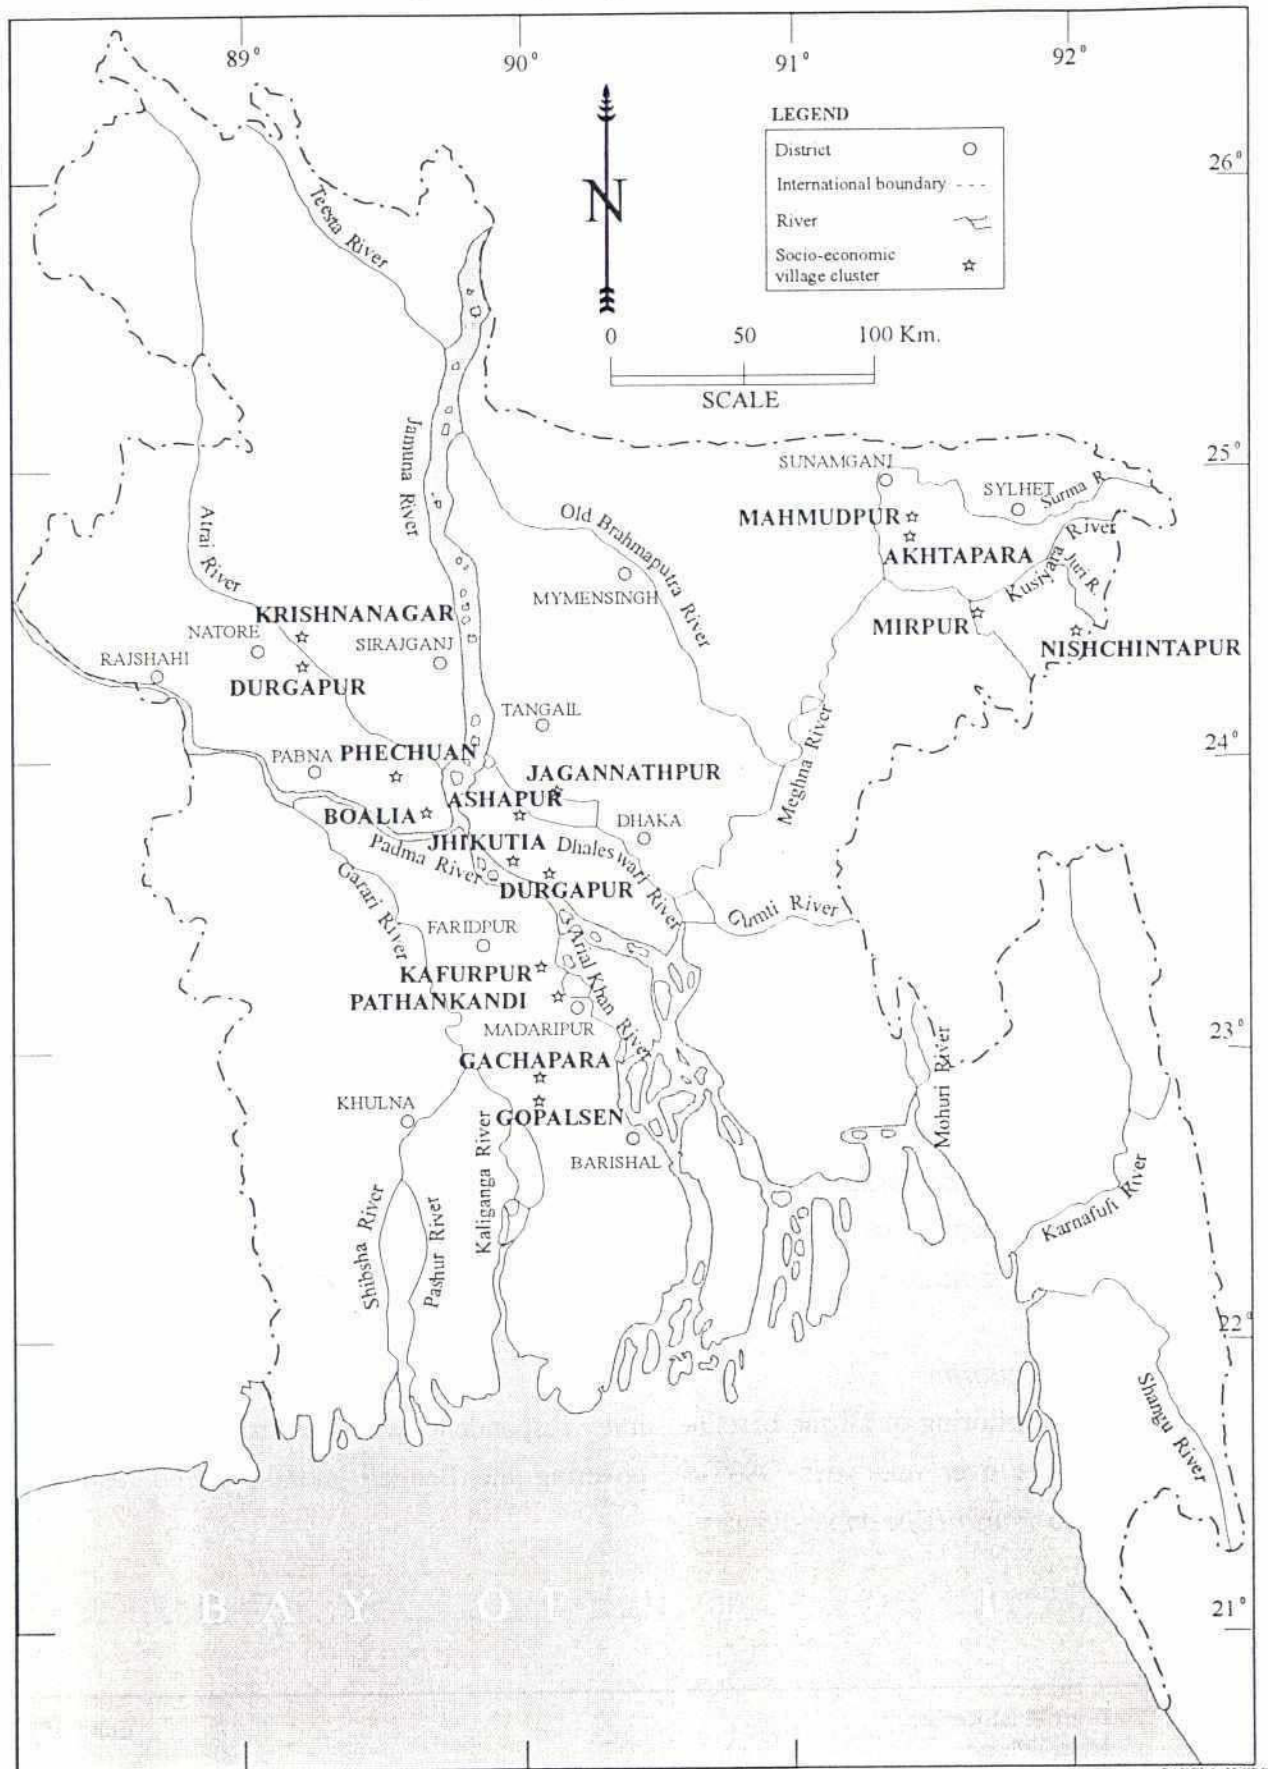 89°
90°
91°
92°
LEGEND
District
International boundary
River
Socio-economic
village cluster
26°
N
Teesta River
0 50 100 Km.
SCALE
Jamuna River
SUNAMGANJ
25°
SYLHET
Surma R.
Atrai River
Old Brahmaputra River
MAHMUDPUR
AKHTAPARA
Kusiyara River
Juri R.
MYMENSINGH
KRISHNANAGAR
NATORE
SIRAJGANJ
MIRPUR
NISHCHINTAPUR
RAJSHAHI
DURGAPUR
TANGAIL
24°
PABNA
PHECHUAN
JAGANNATHPUR
Meghna River
ASHAPUR
BOALIA
DHAKA
JHIKUTIA
Dhaleswari River
Padma River
DURGAPUR
Garari River
Gumti River
FARIDPUR
Arial Khan River
KAFURPUR
PATHANKANDI
MADARIPUR
23°
GACHAPARA
Mohuri River
KHULNA
GOPALSEN
BARISHAL
Kaliganga River
Shibsha River
Pashur River
Karnafuli River
22°
Shangu River
BAY OF
21°